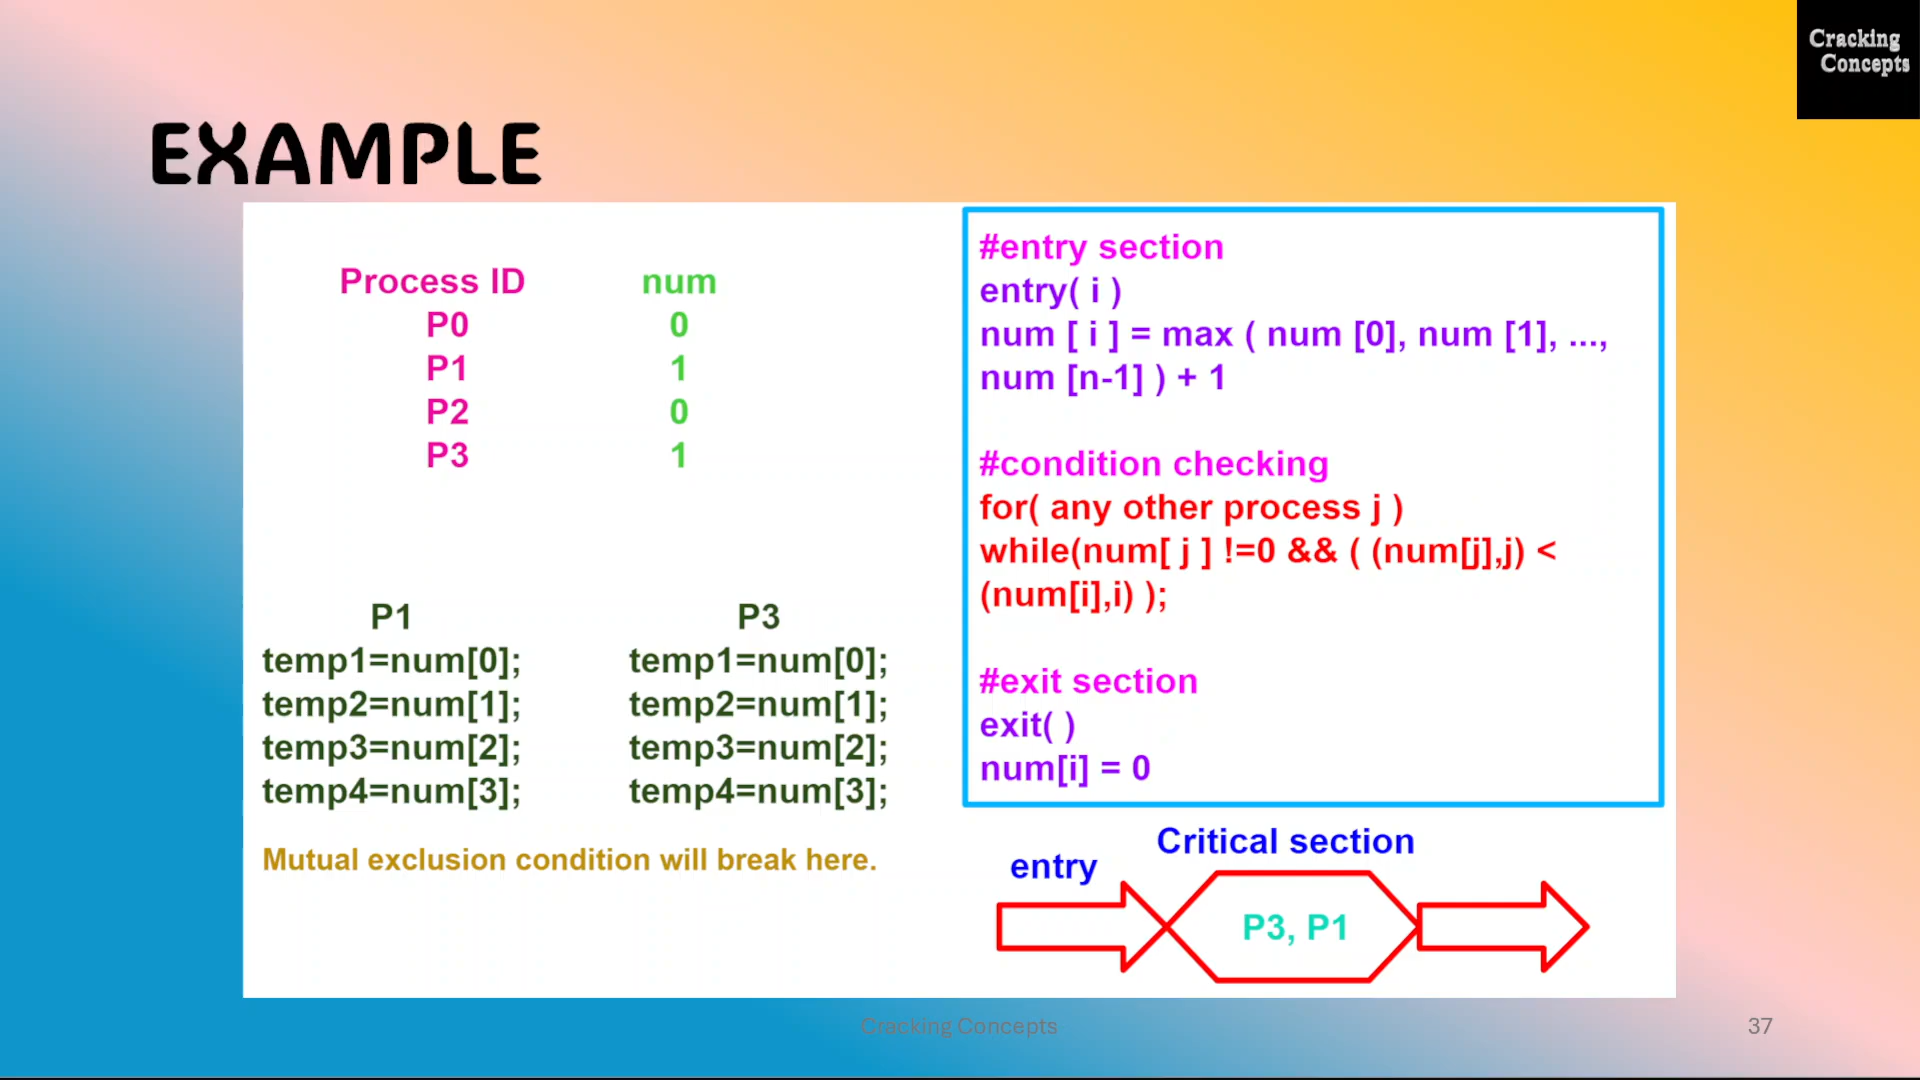 Cracking
Concepts
EXAMPLE
Process ID num
P0 0
P1 1
P2 0
P3 1
P1 P3
temp1=num[0]; temp1=num[0];
temp2=num[1]; temp2=num[1];
temp3=num[2]; temp3=num[2];
temp4=num[3]; temp4=num[3];
Mutual exclusion condition will break here.
#entry section
entry( i )
num [ i ] = max ( num [0], num [1], ...,
num [n-1] ) + 1
#condition checking
for( any other process j )
while(num[ j ] !=0 && ( (num[j],j) <
(num[i],i) );
#exit section
exit( )
num[i] = 0
Critical section
entry
P3, P1
Cracking Concepts
37